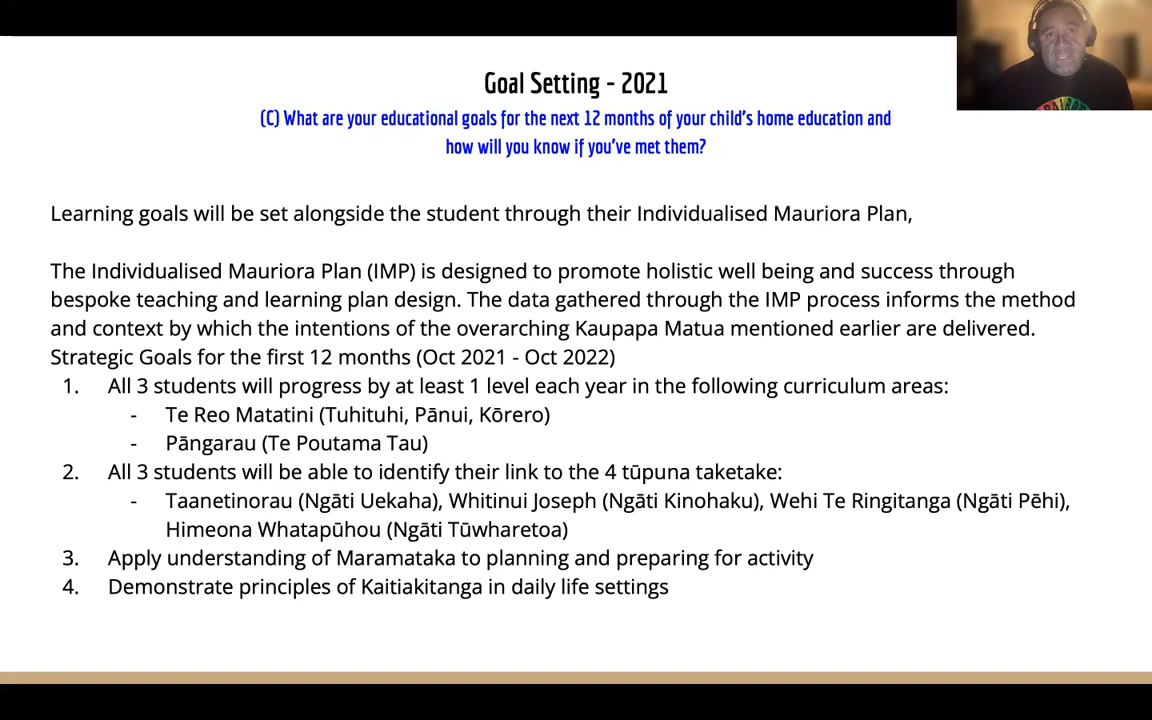 Goal Setting - 2021
(C) What are your educational goals for the next 12 months of your child's home education and
how will you know if you've met them?
Learning goals will be set alongside the student through their Individualised Mauriora Plan,
The Individualised Mauriora Plan (IMP) is designed to promote holistic well being and success through
bespoke teaching and learning plan design. The data gathered through the IMP process informs the method
and context by which the intentions of the overarching Kaupapa Matua mentioned earlier are delivered.
Strategic Goals for the first 12 months (Oct 2021 - Oct 2022)
1. All 3 students will progress by at least 1 level each year in the following curriculum areas:
- Te Reo Matatini (Tuhituhi, Pānui, Kōrero)
- Pāngarau (Te Poutama Tau)
2. All 3 students will be able to identify their link to the 4 tūpuna taketake:
- Taanetinorau (Ngāti Uekaha), Whitinui Joseph (Ngāti Kinohaku), Wehi Te Ringitanga (Ngāti Pēhi),
Himeona Whatapūhou (Ngāti Tūwharetoa)
3. Apply understanding of Maramataka to planning and preparing for activity
4. Demonstrate principles of Kaitiakitanga in daily life settings